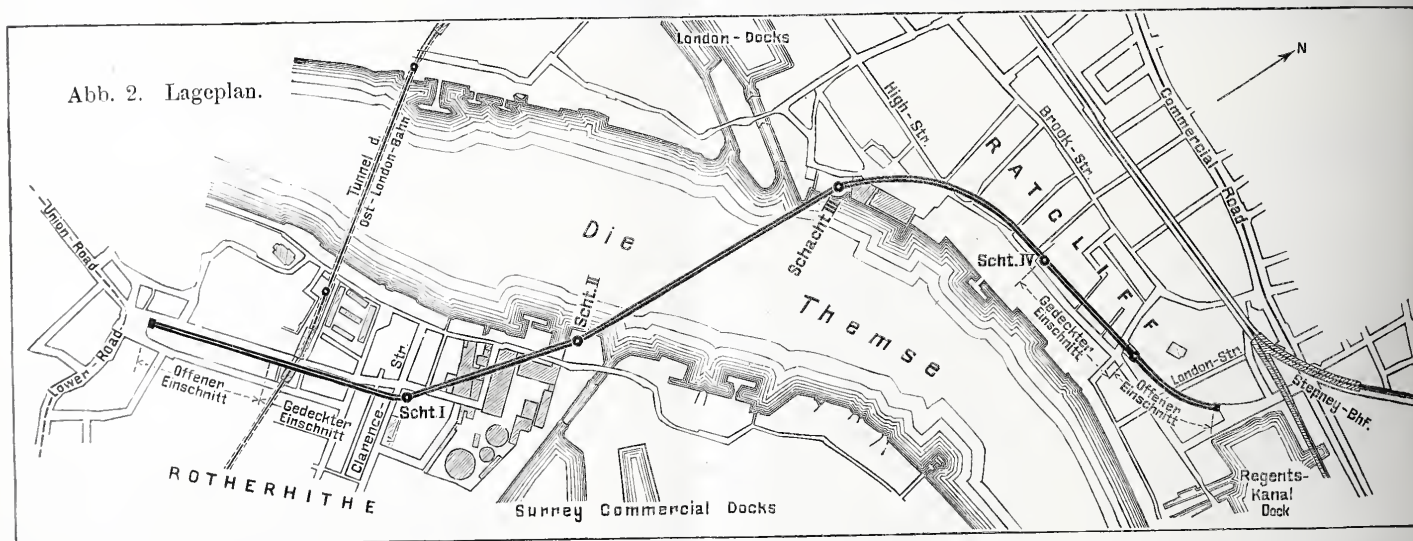 Abb. 2. Lageplan.
London-Docks
N
Tunnel d.
Ost-London-Bahn
High-Str.
Brook-Str.
Commercial
Road
RATCLIFF
Die
Themse
Union-Road
Lower-Road
Offener
Einschnitt
Gedeckter
Einschnitt
Clarence-
Str.
Scht. I
Scht. II
Schacht III
Scht. IV
Gedeckter
Einschnitt
Offener
Einschnitt
London-Str.
Stepney-Bhf.
Regents-
Kanal
Dock
ROTHERHITHE
Surrey Commercial Docks